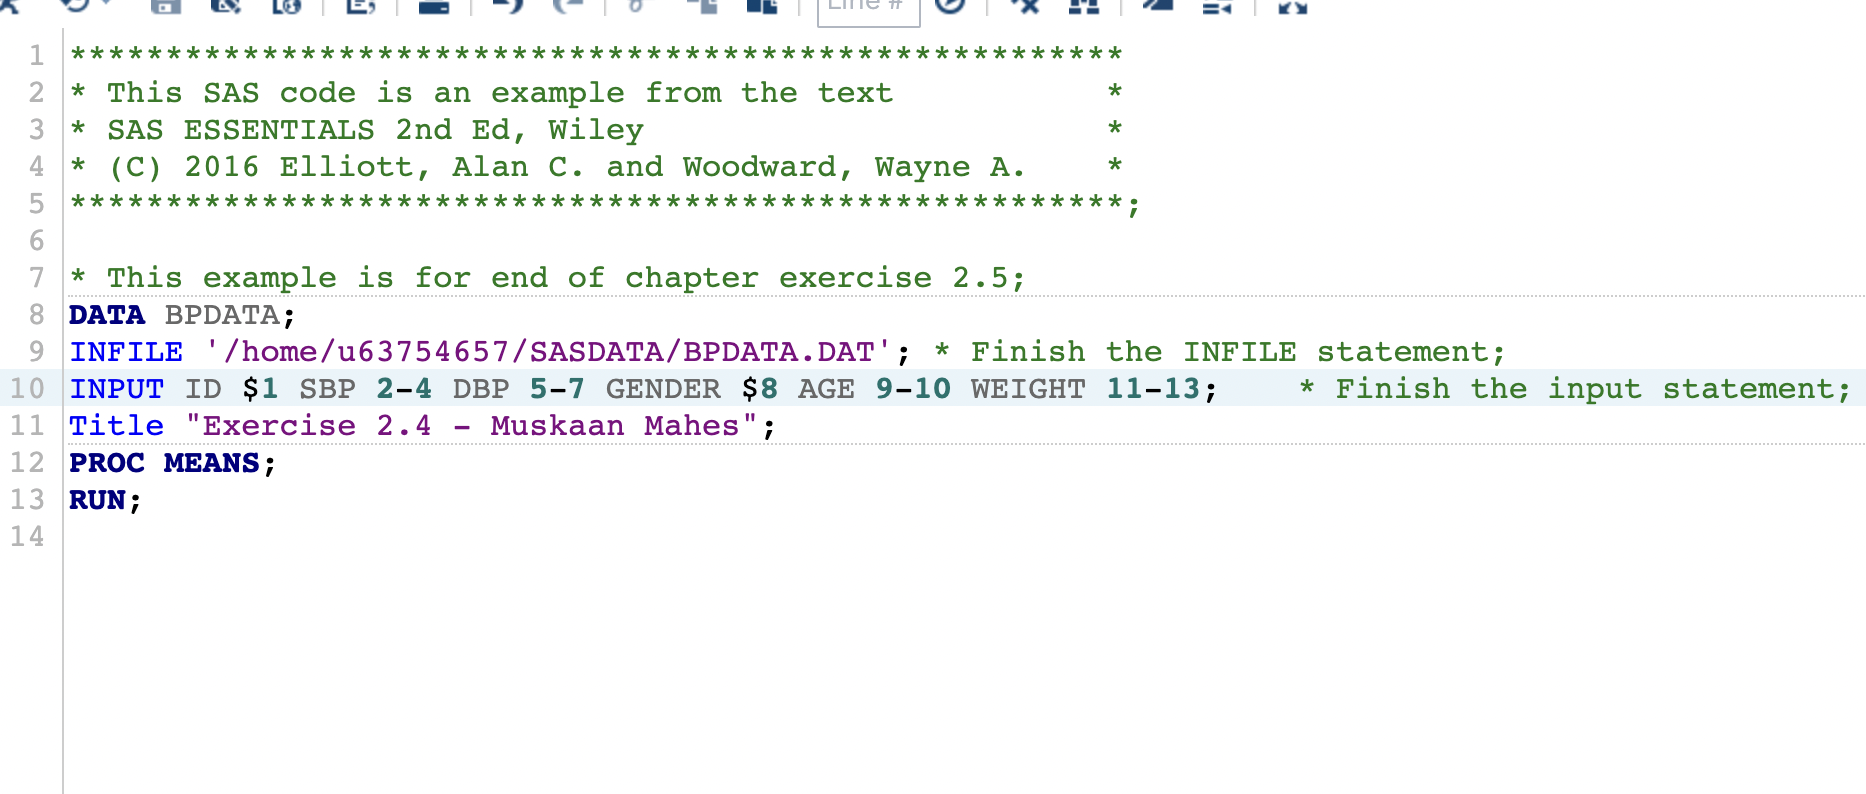 Line #
1 *******************************************************
2 * This SAS code is an example from the text *
3 * SAS ESSENTIALS 2nd Ed, Wiley *
4 * (C) 2016 Elliott, Alan C. and Woodward, Wayne A. *
5 *******************************************************;
6
7 * This example is for end of chapter exercise 2.5;
8 DATA BPDATA;
9 INFILE '/home/u63754657/SASDATA/BPDATA.DAT'; * Finish the INFILE statement;
10 INPUT ID $1 SBP 2-4 DBP 5-7 GENDER $8 AGE 9-10 WEIGHT 11-13; * Finish the input statement;
11 Title "Exercise 2.4 - Muskaan Mahes";
12 PROC MEANS;
13 RUN;
14